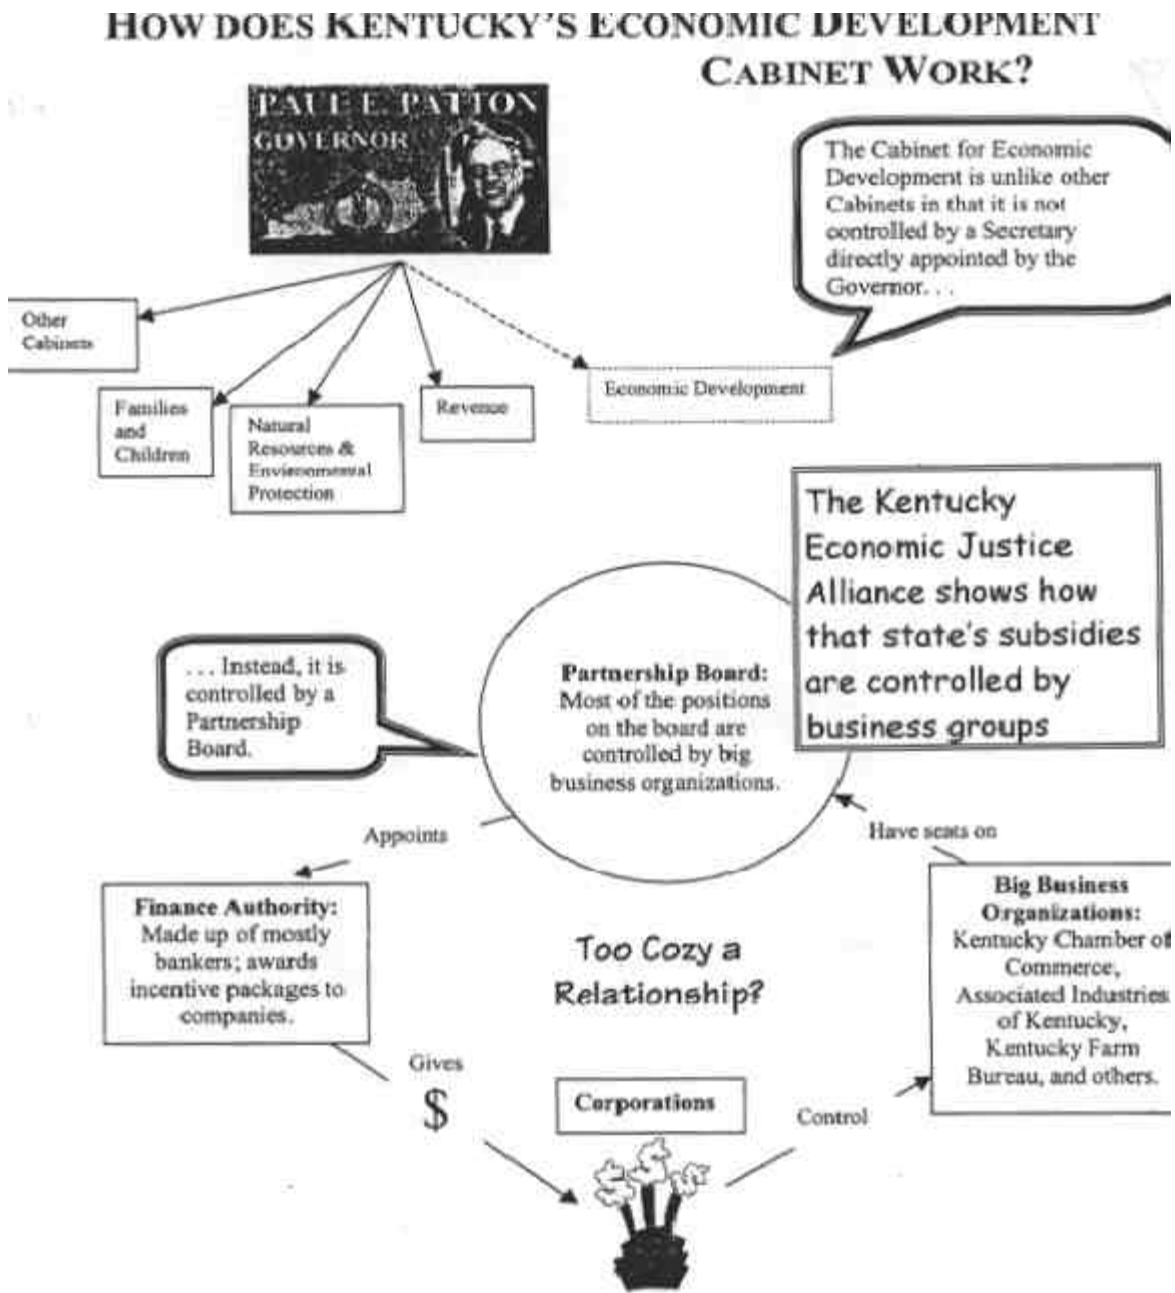 HOW DOES KENTUCKY'S ECONOMIC DEVELOPMENT
CABINET WORK?
PAUL E. PATTON
GOVERNOR
The Cabinet for Economic
Development is unlike other
Cabinets in that it is not
controlled by a Secretary
directly appointed by the
Governor. . .
Other
Cabinets
Families
and
Children
Natural
Resources &
Environmental
Protection
Revenue
Economic Development
The Kentucky
Economic Justice
Alliance shows how
that state's subsidies
are controlled by
business groups
. . . Instead, it is
controlled by a
Partnership
Board.
Partnership Board:
Most of the positions
on the board are
controlled by big
business organizations.
Appoints
Have seats on
Finance Authority:
Made up of mostly
bankers; awards
incentive packages to
companies.
Too Cozy a
Relationship?
Big Business
Organizations:
Kentucky Chamber of
Commerce,
Associated Industries
of Kentucky,
Kentucky Farm
Bureau, and others.
Gives
$
Corporations
Control